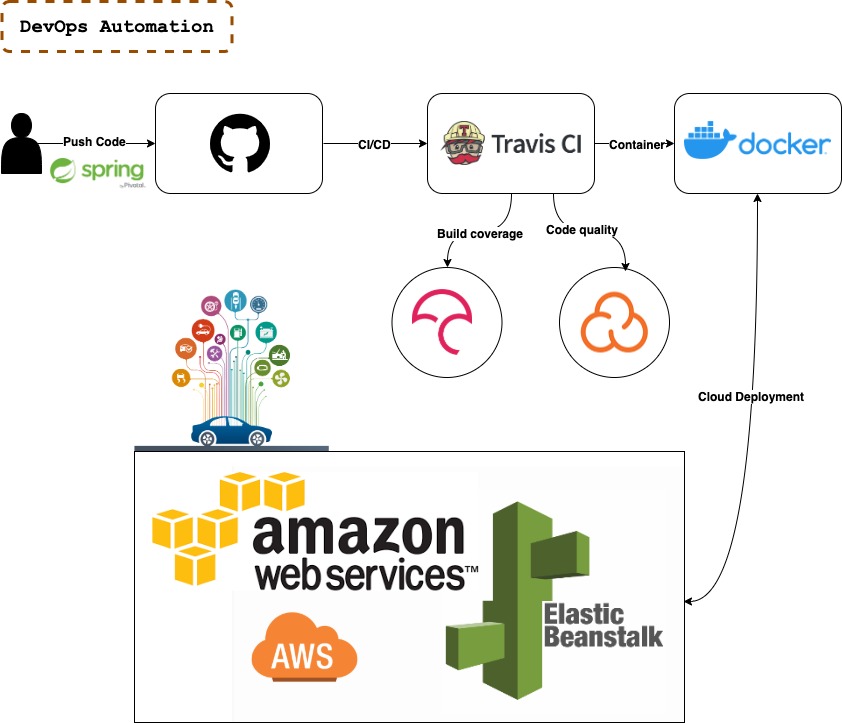 DevOps Automation
Push Code
spring
by Pivotal.
CI/CD
Travis CI
Container
docker
Build coverage
Code quality
Cloud Deployment
amazon
web services™
AWS
Elastic
Beanstalk